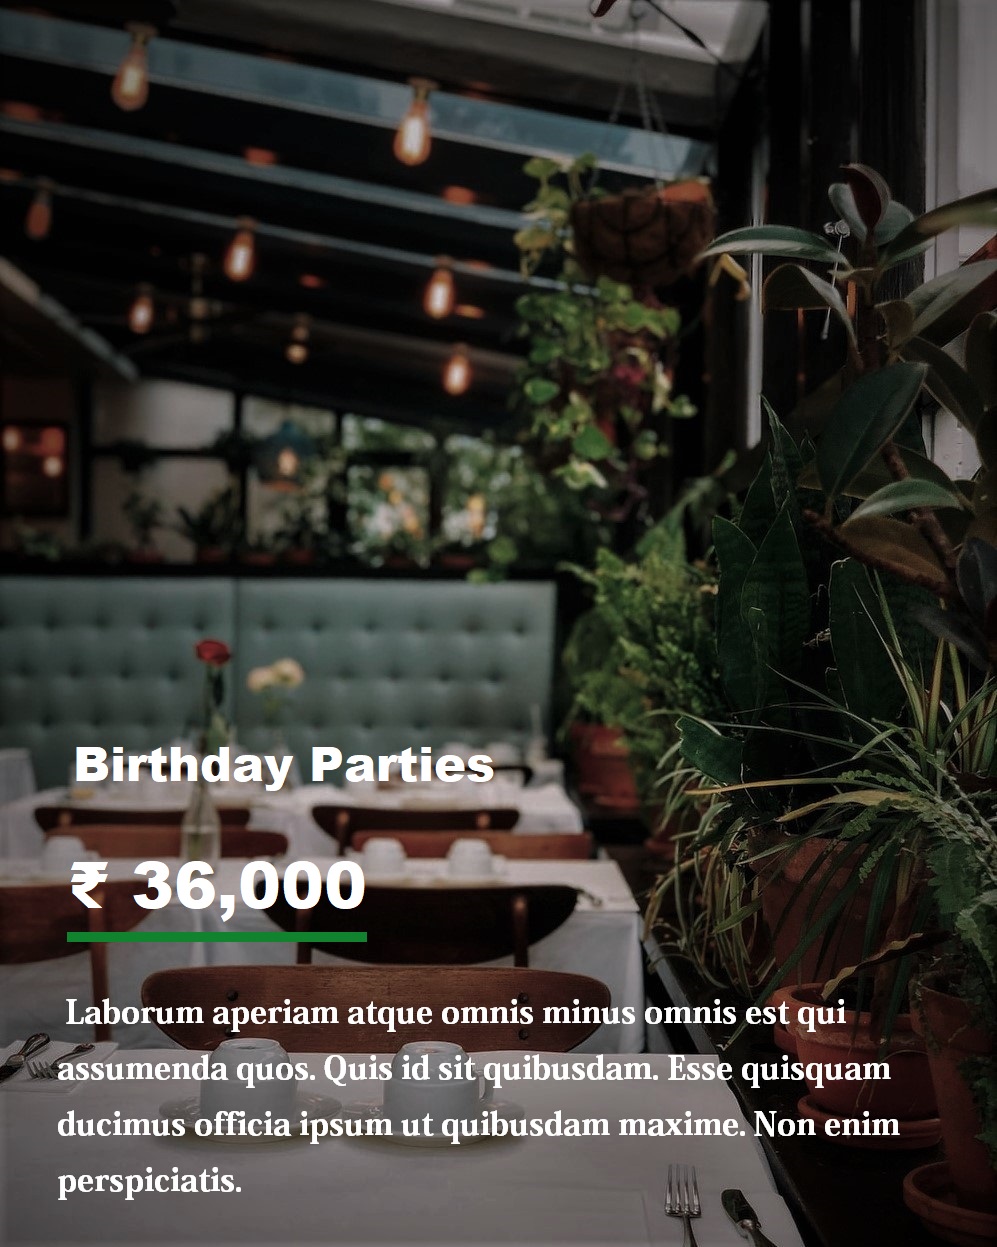 Birthday Parties
₹ 36,000
Laborum aperiam atque omnis minus omnis est qui
assumenda quos. Quis id sit quibusdam. Esse quisquam
ducimus officia ipsum ut quibusdam maxime. Non enim
perspiciatis.